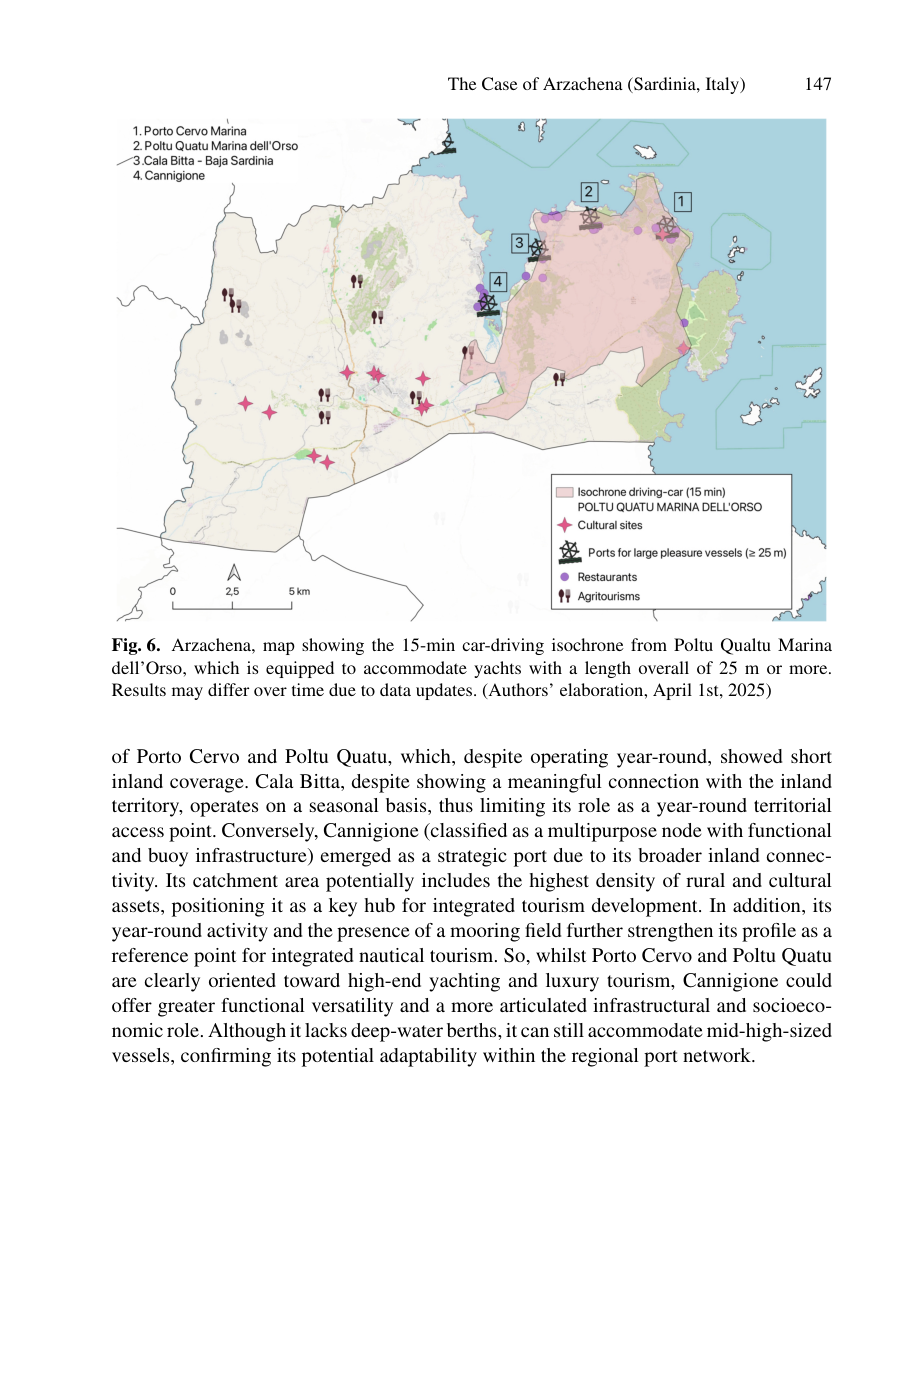 The Case of Arzachena (Sardinia, Italy) 147
1. Porto Cervo Marina
2. Poltu Quatu Marina dell'Orso
3.Cala Bitta - Baja Sardinia
4. Cannigione
2
1
3
4
Isochrone driving-car (15 min)
POLTU QUATU MARINA DELL'ORSO
Cultural sites
Ports for large pleasure vessels (≥ 25 m)
Restaurants
Agritourisms
0 2,5 5 km
Fig. 6. Arzachena, map showing the 15-min car-driving isochrone from Poltu Qualtu Marina
dell’Orso, which is equipped to accommodate yachts with a length overall of 25 m or more.
Results may differ over time due to data updates. (Authors’ elaboration, April 1st, 2025)
of Porto Cervo and Poltu Quatu, which, despite operating year-round, showed short
inland coverage. Cala Bitta, despite showing a meaningful connection with the inland
territory, operates on a seasonal basis, thus limiting its role as a year-round territorial
access point. Conversely, Cannigione (classified as a multipurpose node with functional
and buoy infrastructure) emerged as a strategic port due to its broader inland connec-
tivity. Its catchment area potentially includes the highest density of rural and cultural
assets, positioning it as a key hub for integrated tourism development. In addition, its
year-round activity and the presence of a mooring field further strengthen its profile as a
reference point for integrated nautical tourism. So, whilst Porto Cervo and Poltu Quatu
are clearly oriented toward high-end yachting and luxury tourism, Cannigione could
offer greater functional versatility and a more articulated infrastructural and socioeco-
nomic role. Although it lacks deep-water berths, it can still accommodate mid-high-sized
vessels, confirming its potential adaptability within the regional port network.